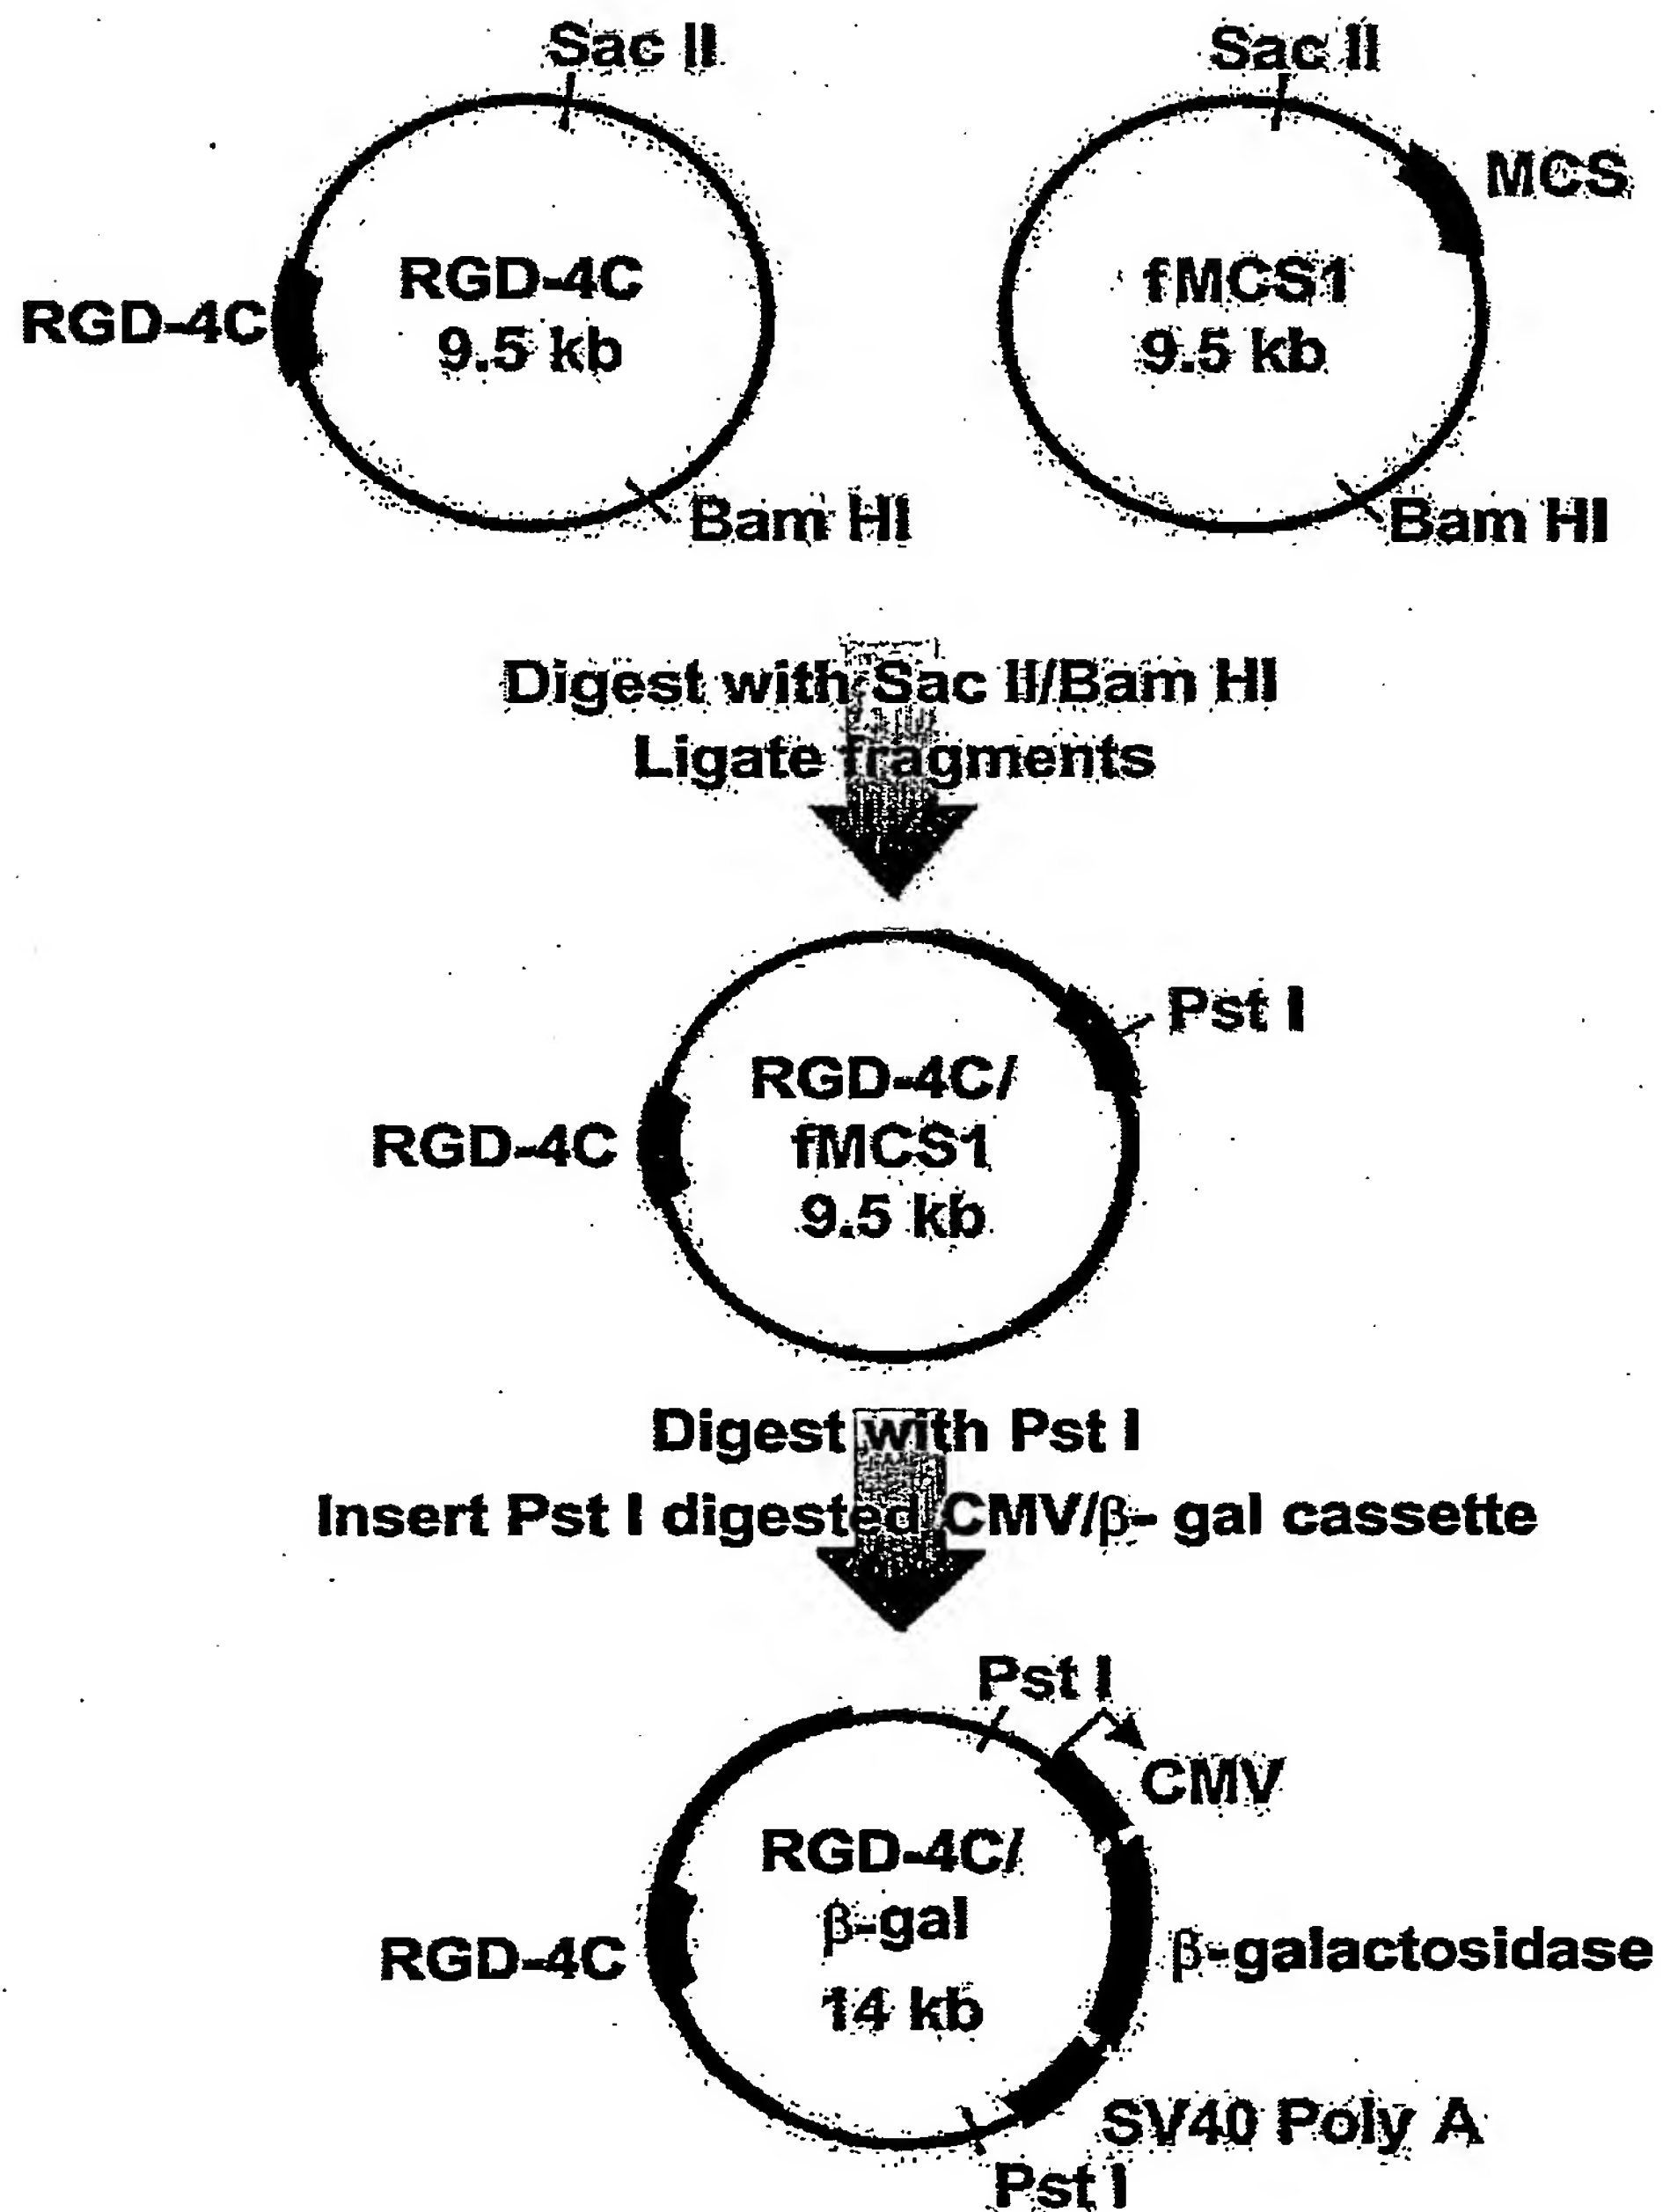 Sac II
Sac II
MCS
RGD-4C
RGD-4C
9.5 kb
fMCS1
9.5 kb
Bam HI
Bam HI
Digest with Sac II/Bam HI
Ligate fragments
Pst I
RGD-4C
RGD-4C/
fMCS1
9.5 kb
Digest with Pst I
Insert Pst I digested CMV/β- gal cassette
Pst I
CMV
RGD-4C/
β-gal
14 kb
RGD-4C
β-galactosidase
SV40 Poly A
Pst I